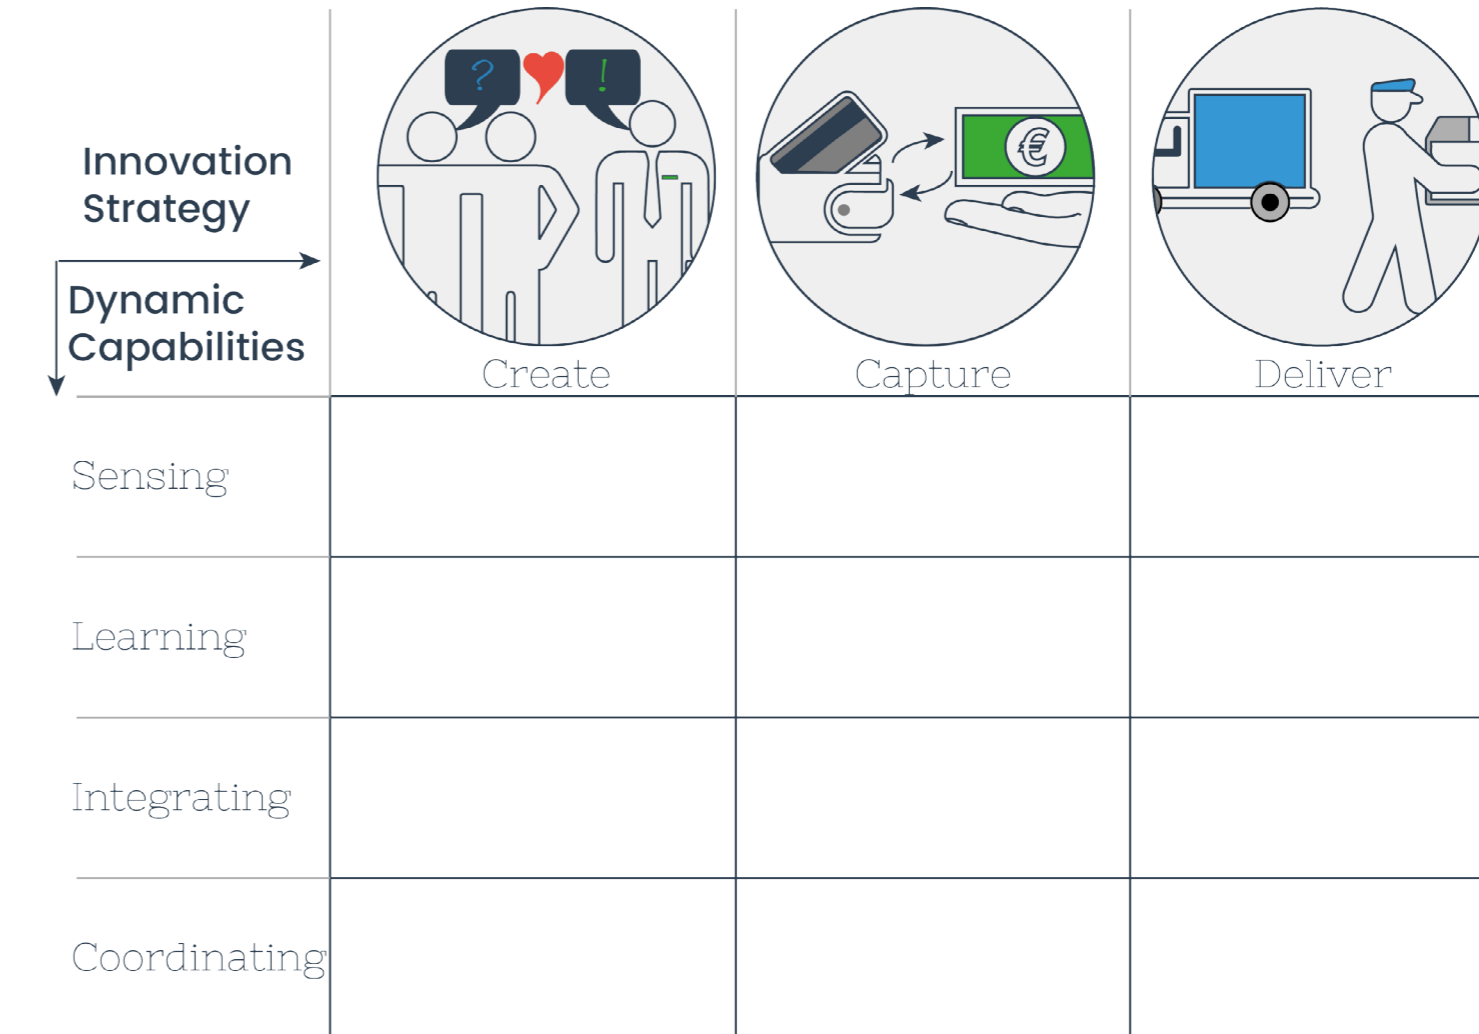 ?
!
€
Innovation
Strategy
Dynamic
Capabilities
Create
Capture
Deliver
Sensing
Learning
Integrating
Coordinating